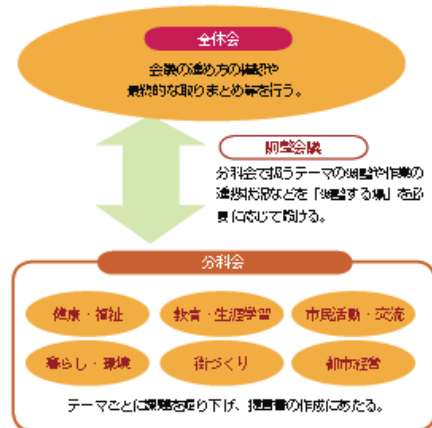 全体会
会議の進め方の確認や
最終的な取りまとめ等を行う。
調整会議
分科会で扱うテーマの調整や作業の
進捗状況などを「調整する場」を必
要に応じて設ける。
分科会
健康・福祉
教育・生涯学習
市民活動・交流
暮らし・環境
街づくり
都市経営
テーマごとに課題を掘り下げ、提言書の作成にあたる。